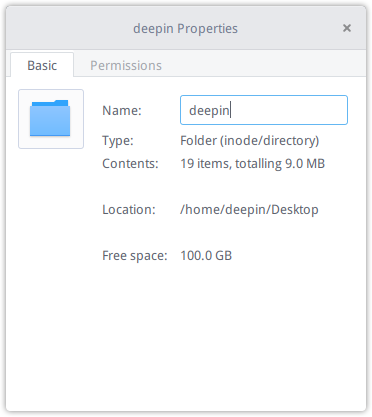 deepin Properties ×
Basic Permissions
Name: deepin
Type: Folder (inode/directory)
Contents: 19 items, totalling 9.0 MB
Location: /home/deepin/Desktop
Free space: 100.0 GB